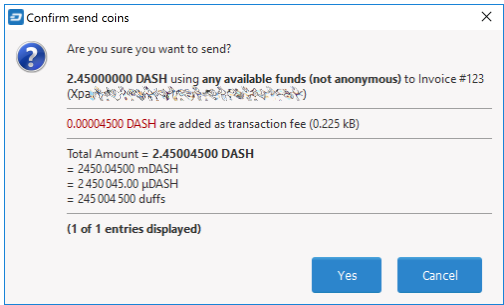 Confirm send coins
Are you sure you want to send?
2.45000000 DASH using any available funds (not anonymous) to Invoice #123
(Xpa
0.00004500 DASH are added as transaction fee (0.225 kB)
Total Amount = 2.45004500 DASH
= 2450.04500 mDASH
= 2 450 045.00 µDASH
= 245 004 500 duffs
(1 of 1 entries displayed)
Yes
Cancel